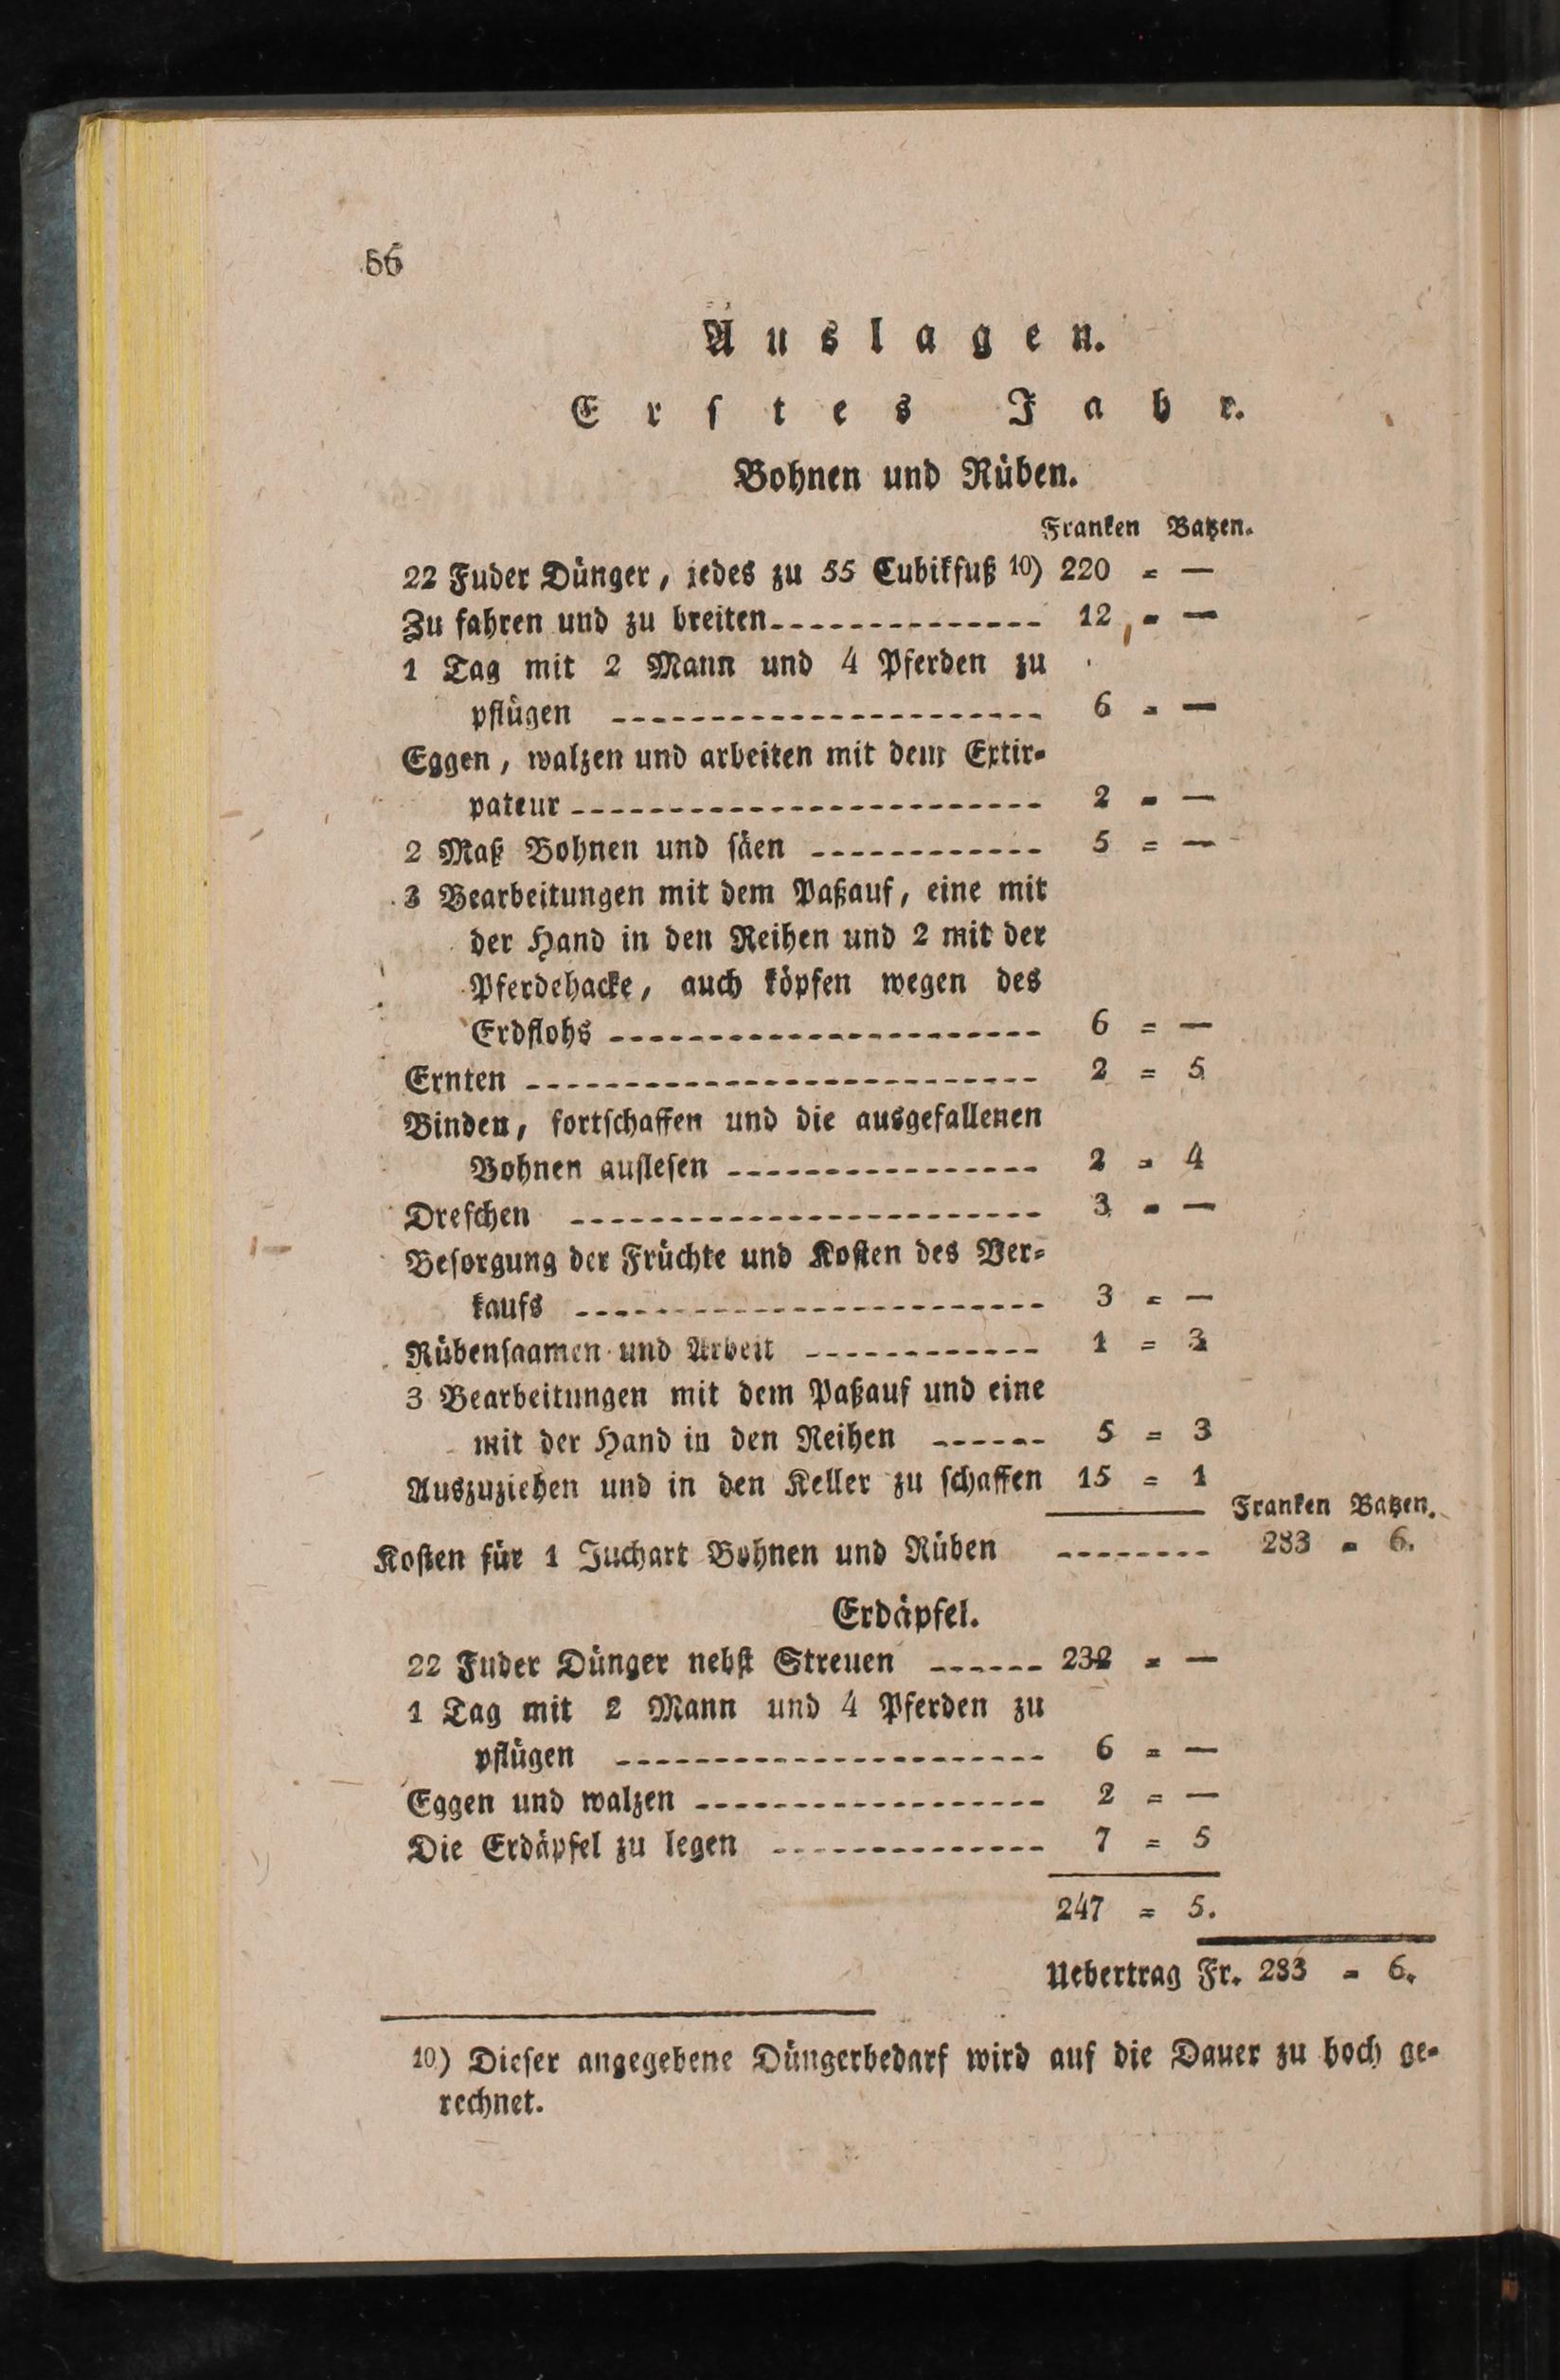 56
Auslagen.
Erstes Jahr.
Bohnen und Rüben.
Franken Batzen.
22 Fuder Dünger, jedes zu 55 Cubikfuß 10) 220 = —
Zu fahren und zu breiten-------------- 12 = —
1 Tag mit 2 Mann und 4 Pferden zu
pflügen ---------------------- 6 = —
Eggen, walzen und arbeiten mit dem Extir-
pateur ------------------------ 2 = —
2 Maß Bohnen und säen ------------ 5 = —
3 Bearbeitungen mit dem Paßauf, eine mit
der Hand in den Reihen und 2 mit der
Pferdehacke, auch köpfen wegen des
Erdflohs ---------------------- 6 = —
Ernten -------------------------- 2 = 5
Binden, fortschaffen und die ausgefallenen
Bohnen auflesen ---------------- 2 = 4
Dreschen ------------------------ 3 = —
Besorgung der Früchte und Kosten des Ver-
kaufs ------------------------ 3 = —
Rübensaamen und Arbeit ------------ 1 = 3
3 Bearbeitungen mit dem Paßauf und eine
mit der Hand in den Reihen ------ 5 = 3
Auszuziehen und in den Keller zu schaffen 15 = 1
Franken Batzen.
Kosten für 1 Juchart Bohnen und Rüben -------- 283 = 6.
Erdäpfel.
22 Fuder Dünger nebst Streuen ------ 232 = —
1 Tag mit 2 Mann und 4 Pferden zu
pflügen ---------------------- 6 = —
Eggen und walzen ------------------ 2 = —
Die Erdäpfel zu legen -------------- 7 = 5
247 = 5.
Uebertrag Fr. 283 = 6.
10) Dieser angegebene Düngerbedarf wird auf die Dauer zu hoch ge-
rechnet.